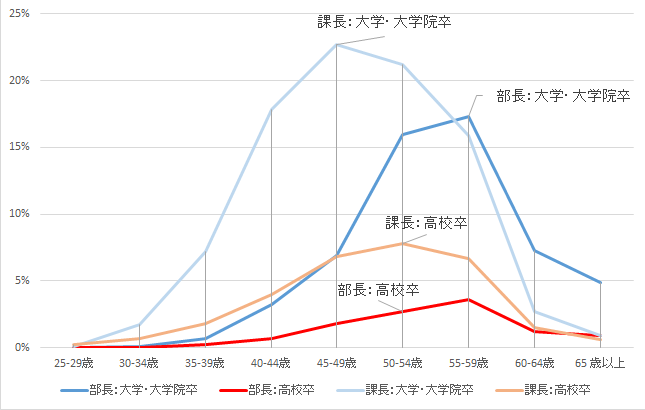 25%
課長：大学・大学院卒
部長：大学・大学院卒
20%
15%
10%
課長：高校卒
5%
部長：高校卒
0%
25-29歳 30-34歳 35-39歳 40-44歳 45-49歳 50-54歳 55-59歳 60-64歳 65歳以上
部長：大学・大学院卒 部長：高校卒 課長：大学・大学院卒 課長：高校卒